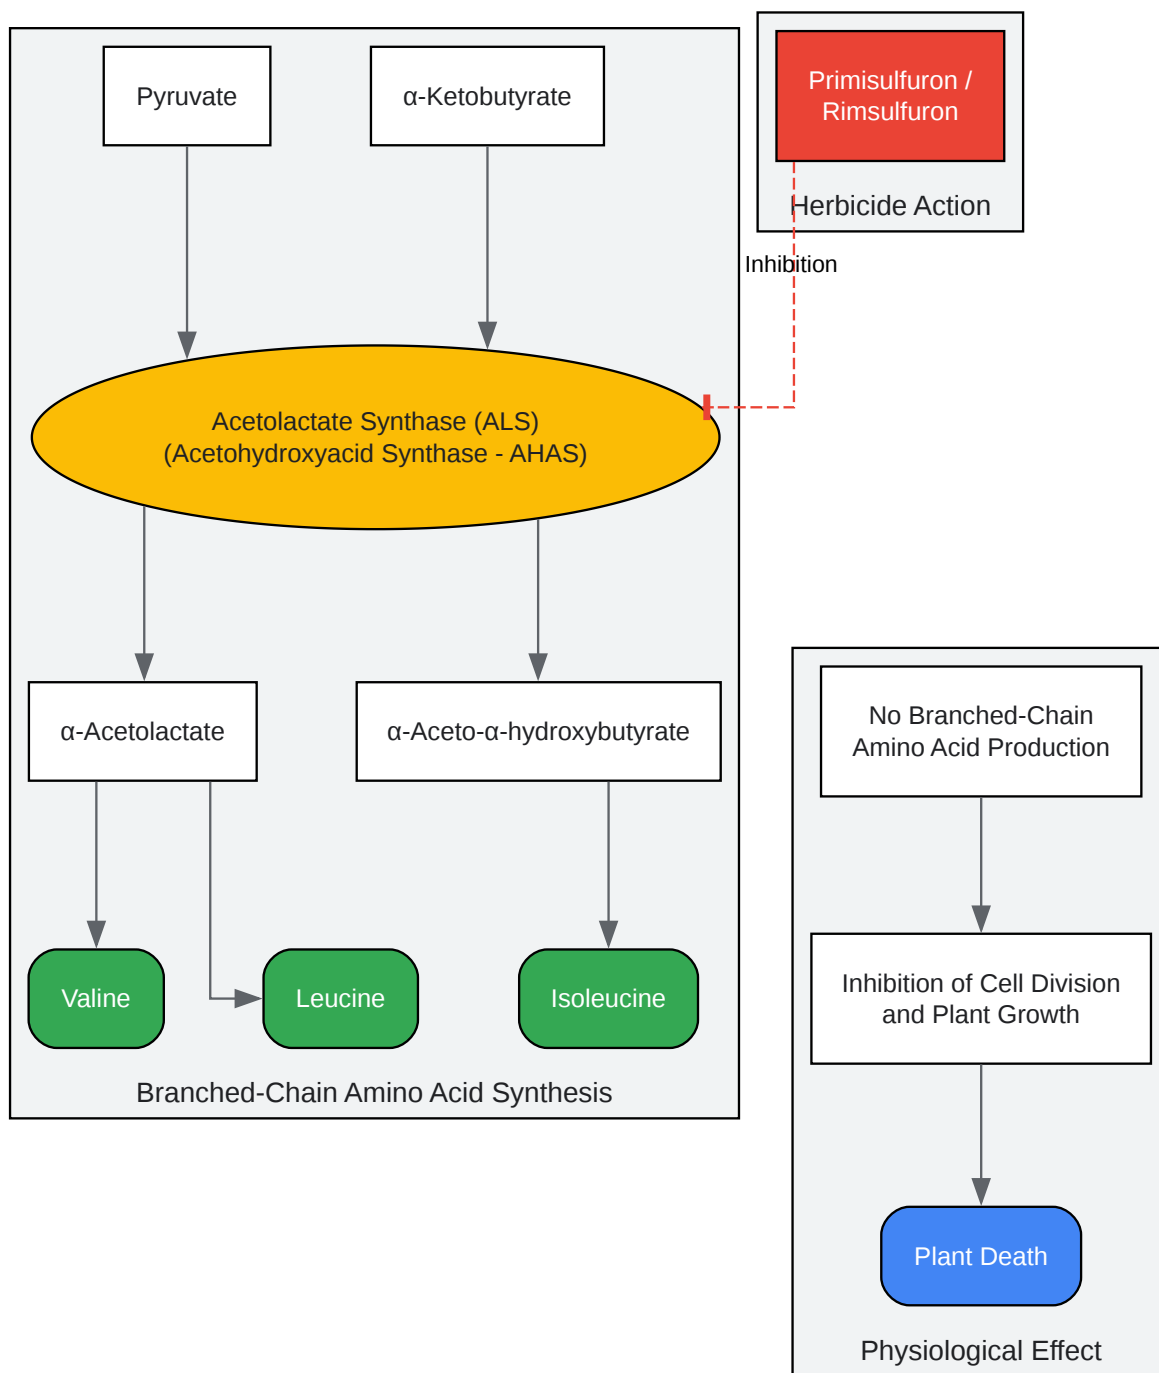 Pyruvate
α-Ketobutyrate
Primisulfuron /
Rimsulfuron
Herbicide Action
Inhibition
Acetolactate Synthase (ALS)
(Acetohydroxyacid Synthase - AHAS)
α-Acetolactate
α-Aceto-α-hydroxybutyrate
Valine
Leucine
Isoleucine
Branched-Chain Amino Acid Synthesis
No Branched-Chain
Amino Acid Production
Inhibition of Cell Division
and Plant Growth
Plant Death
Physiological Effect